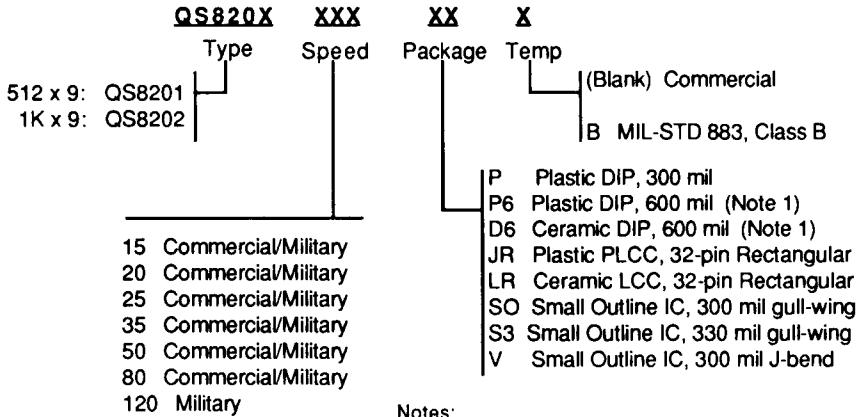 QS820X XXX XX X
Type Speed Package Temp
512 x 9: QS8201
1K x 9: QS8202
(Blank) Commercial
B MIL-STD 883, Class B
P Plastic DIP, 300 mil
P6 Plastic DIP, 600 mil (Note 1)
D6 Ceramic DIP, 600 mil (Note 1)
JR Plastic PLCC, 32-pin Rectangular
LR Ceramic LCC, 32-pin Rectangular
SO Small Outline IC, 300 mil gull-wing
S3 Small Outline IC, 330 mil gull-wing
V Small Outline IC, 300 mil J-bend
15 Commercial/Military
20 Commercial/Military
25 Commercial/Military
35 Commercial/Military
50 Commercial/Military
80 Commercial/Military
120 Military
Notes: